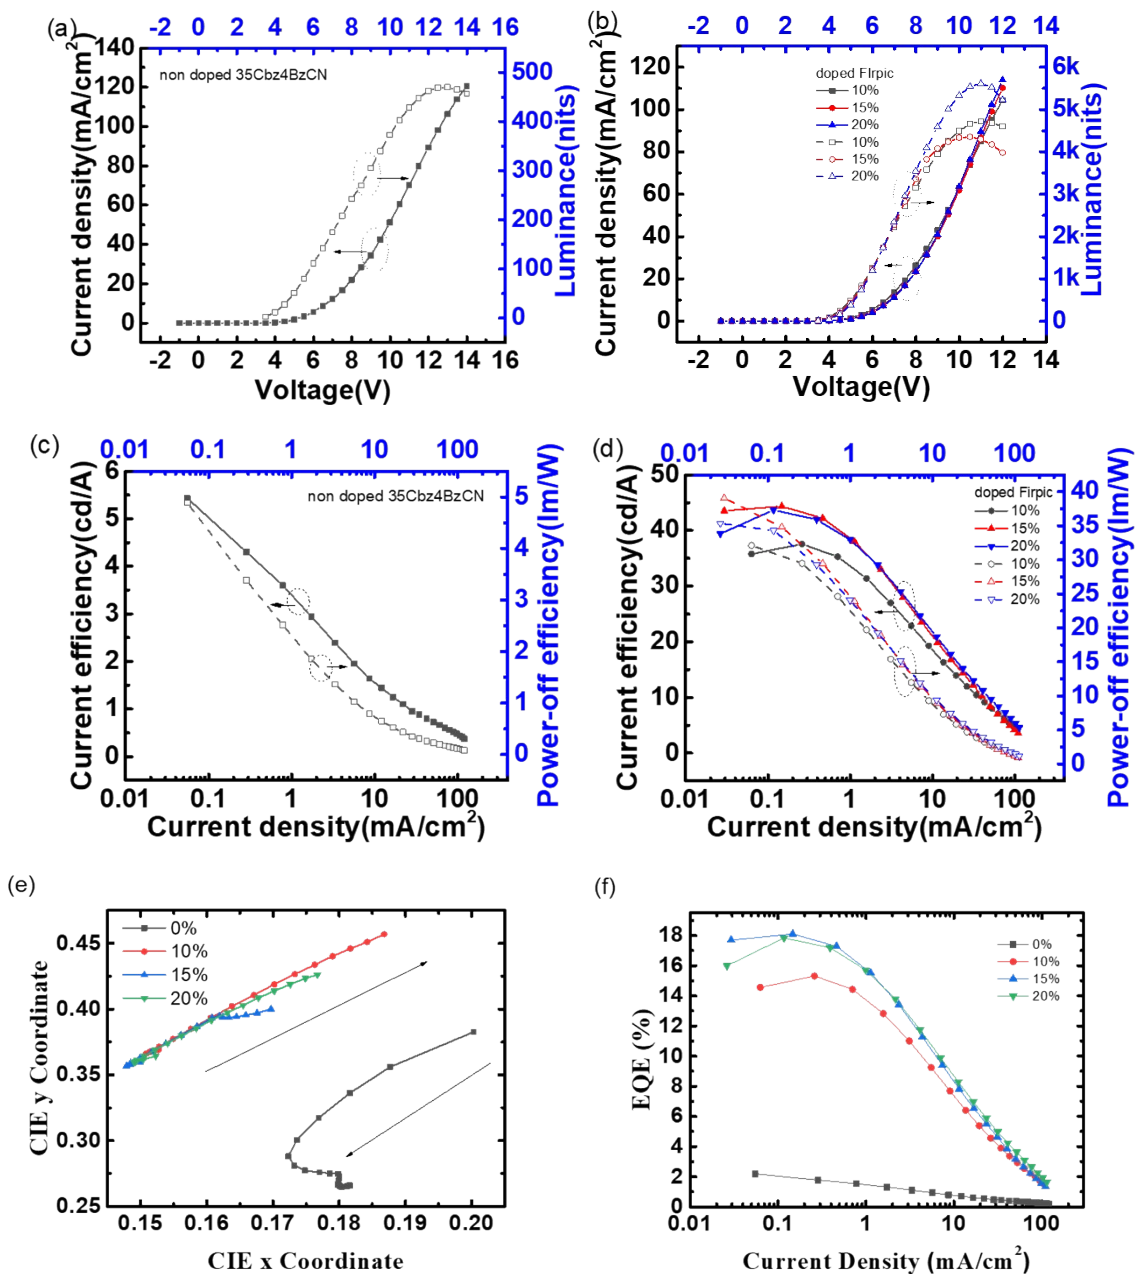 (a)
-2 0 2 4 6 8 10 12 14 16
140
120
100
80
60
40
20
0
Current density(mA/cm²)
non doped 35Cbz4BzCN
500
400
300
200
100
0
Luminance(nits)
-2 0 2 4 6 8 10 12 14 16
Voltage(V)
(b)
-2 0 2 4 6 8 10 12 14
120
100
80
60
40
20
0
Current density(mA/cm²)
doped FIrpic
10%
15%
20%
10%
15%
20%
6k
5k
4k
3k
2k
1k
0
Luminance(nits)
-2 0 2 4 6 8 10 12 14
Voltage(V)
(c)
0.01 0.1 1 10 100
6
5
4
3
2
1
0
Current efficiency(cd/A)
non doped 35Cbz4BzCN
5
4
3
2
1
0
Power-off efficiency(lm/W)
0.01 0.1 1 10 100
Current density(mA/cm²)
(d)
0.01 0.1 1 10 100
50
40
30
20
10
0
Current efficiency(cd/A)
doped Firpic
10%
15%
20%
10%
15%
20%
40
35
30
25
20
15
10
5
0
Power-off efficiency(lm/W)
0.01 0.1 1 10 100
Current density(mA/cm²)
(e)
0.45
0.40
0.35
0.30
0.25
CIE y Coordinate
0%
10%
15%
20%
0.15 0.16 0.17 0.18 0.19 0.20
CIE x Coordinate
(f)
18
16
14
12
10
8
6
4
2
0
EQE (%)
0%
10%
15%
20%
0.01 0.1 1 10 100
Current Density (mA/cm²)